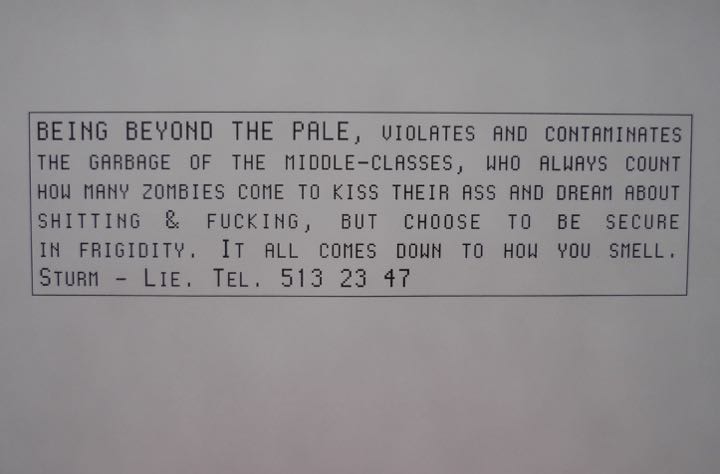 BEING BEYOND THE PALE, VIOLATES AND CONTAMINATES
THE GARBAGE OF THE MIDDLE-CLASSES, WHO ALWAYS COUNT
HOW MANY ZOMBIES COME TO KISS THEIR ASS AND DREAM ABOUT
SHITTING & FUCKING, BUT CHOOSE TO BE SECURE
IN FRIGIDITY. IT ALL COMES DOWN TO HOW YOU SMELL.
STURM - LIE. TEL. 513 23 47